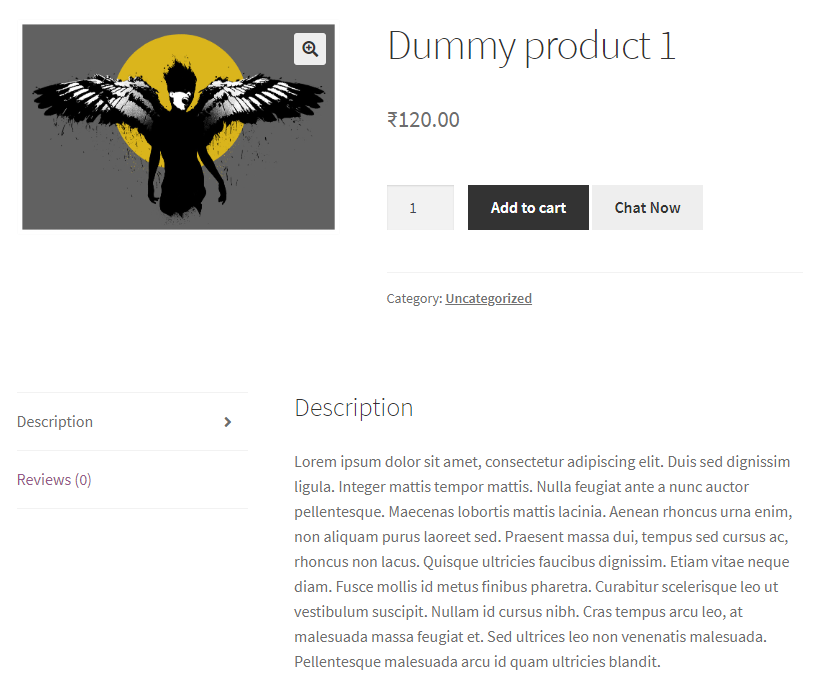 Dummy product 1
₹120.00
1
Add to cart
Chat Now
Category: Uncategorized
Description
Reviews (0)
Description
Lorem ipsum dolor sit amet, consectetur adipiscing elit. Duis sed dignissim
ligula. Integer mattis tempor mattis. Nulla feugiat ante a nunc auctor
pellentesque. Maecenas lobortis mattis lacinia. Aenean rhoncus urna enim,
non aliquam purus laoreet sed. Praesent massa dui, tempus sed cursus ac,
rhoncus non lacus. Quisque ultricies faucibus dignissim. Etiam vitae neque
diam. Fusce mollis id metus finibus pharetra. Curabitur scelerisque leo ut
vestibulum suscipit. Nullam id cursus nibh. Cras tempus arcu leo, at
malesuada massa feugiat et. Sed ultrices leo non venenatis malesuada.
Pellentesque malesuada arcu id quam ultricies blandit.